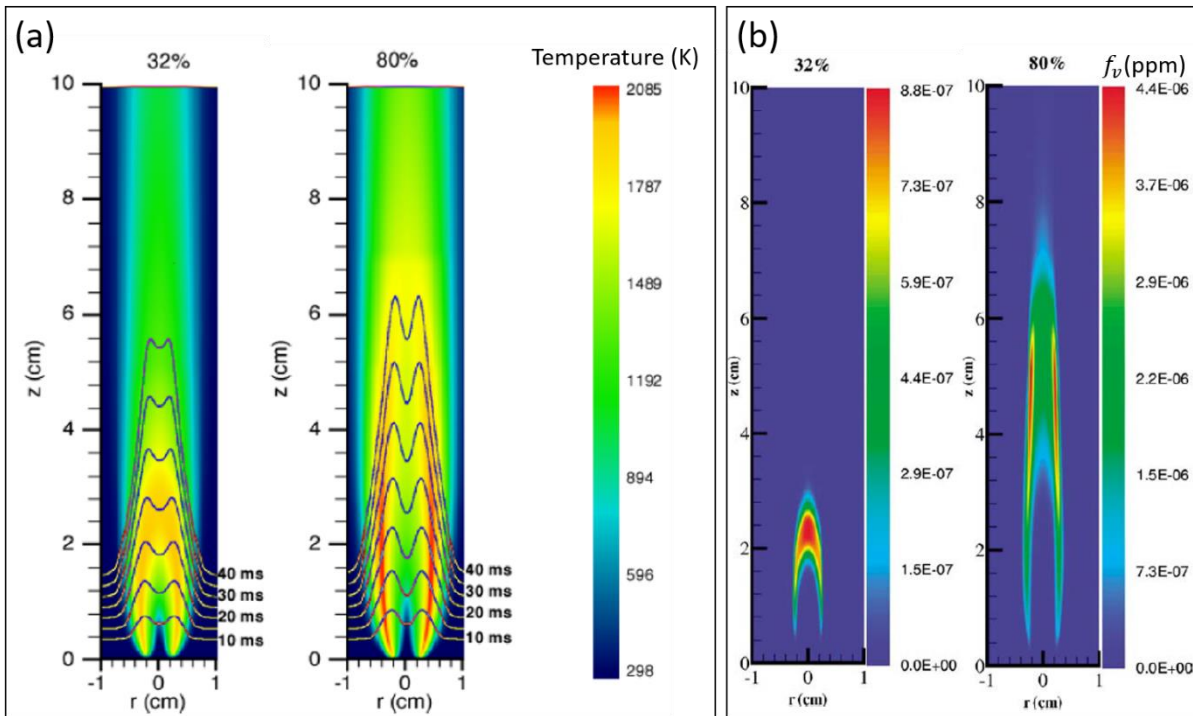 (a)
32%
80%
Temperature (K)
10
8
6
4
2
0
z (cm)
-1 0 1
r (cm)
40 ms
30 ms
20 ms
10 ms
10
8
6
4
2
0
z (cm)
-1 0 1
r (cm)
40 ms
30 ms
20 ms
10 ms
2085
1787
1489
1192
894
596
298
(b)
32%
80%
fᵥ(ppm)
10
8
6
4
2
0
z (cm)
-1 0 1
r (cm)
8.8E-07
7.3E-07
5.9E-07
4.4E-07
2.9E-07
1.5E-07
0.0E+00
10
8
6
4
2
0
z (cm)
-1 0 1
r (cm)
4.4E-06
3.7E-06
2.9E-06
2.2E-06
1.5E-06
7.3E-07
0.0E+00